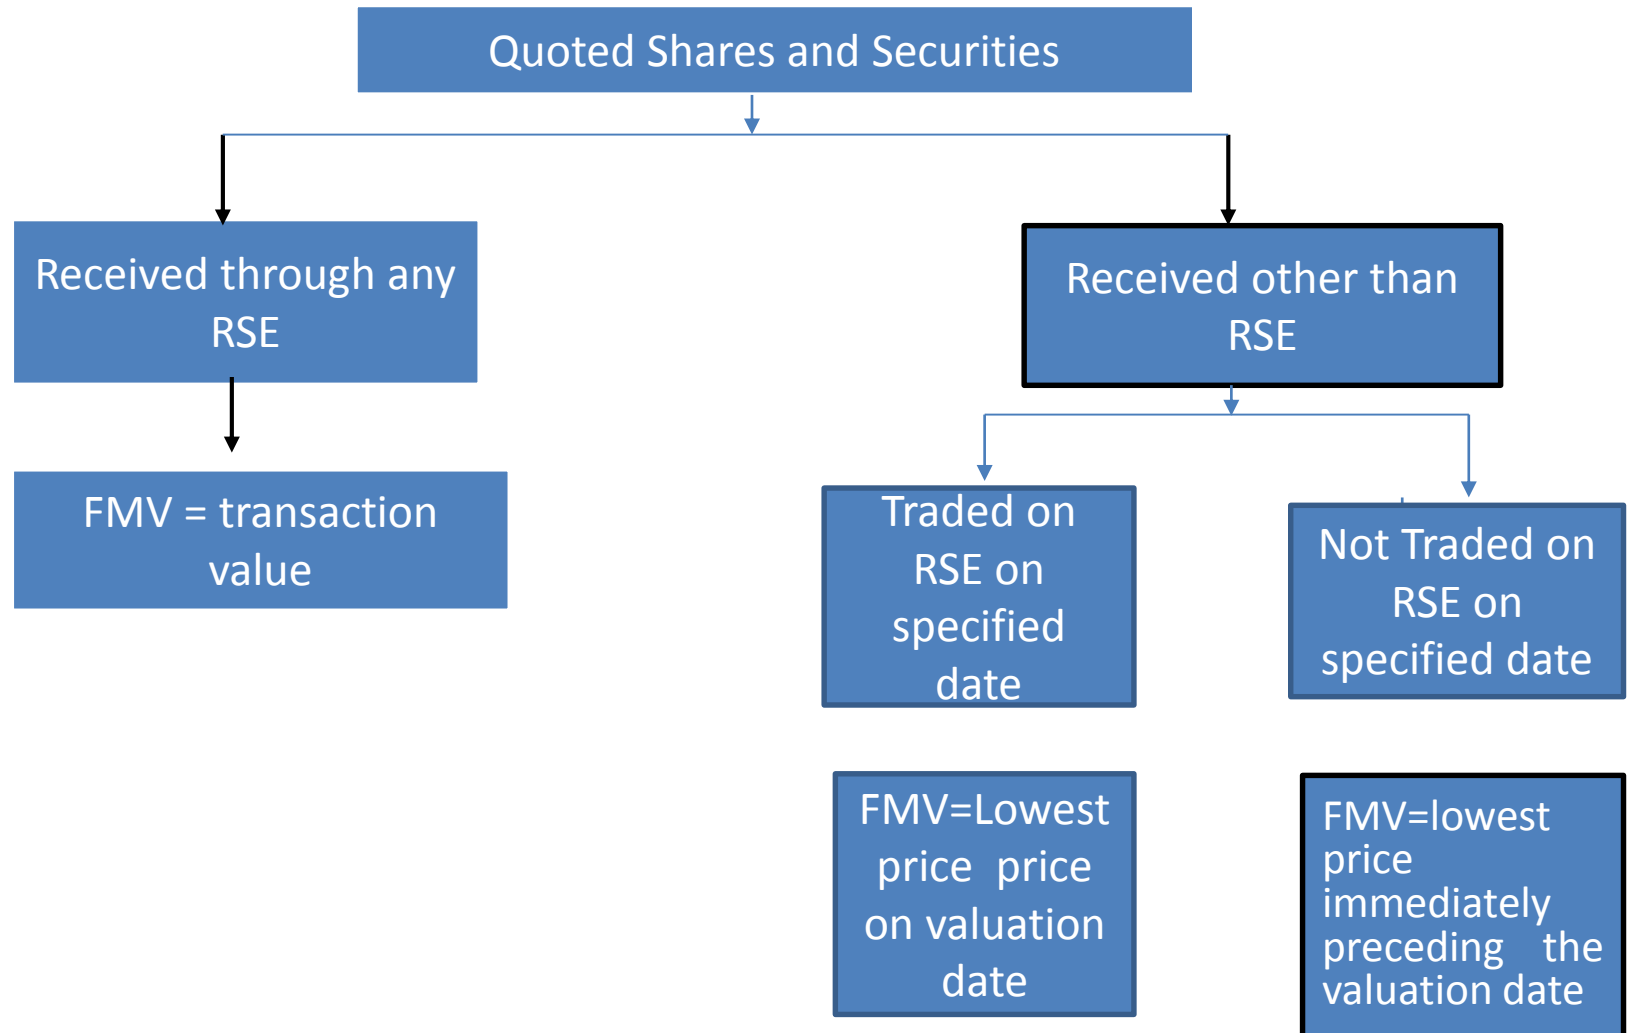 Quoted Shares and Securities
Received through any
RSE
Received other than
RSE
FMV = transaction
value
Traded on
RSE on
specified
date
Not Traded on
RSE on
specified date
FMV=Lowest
price  price
on valuation
date
FMV=lowest
price
immediately
preceding the
valuation date